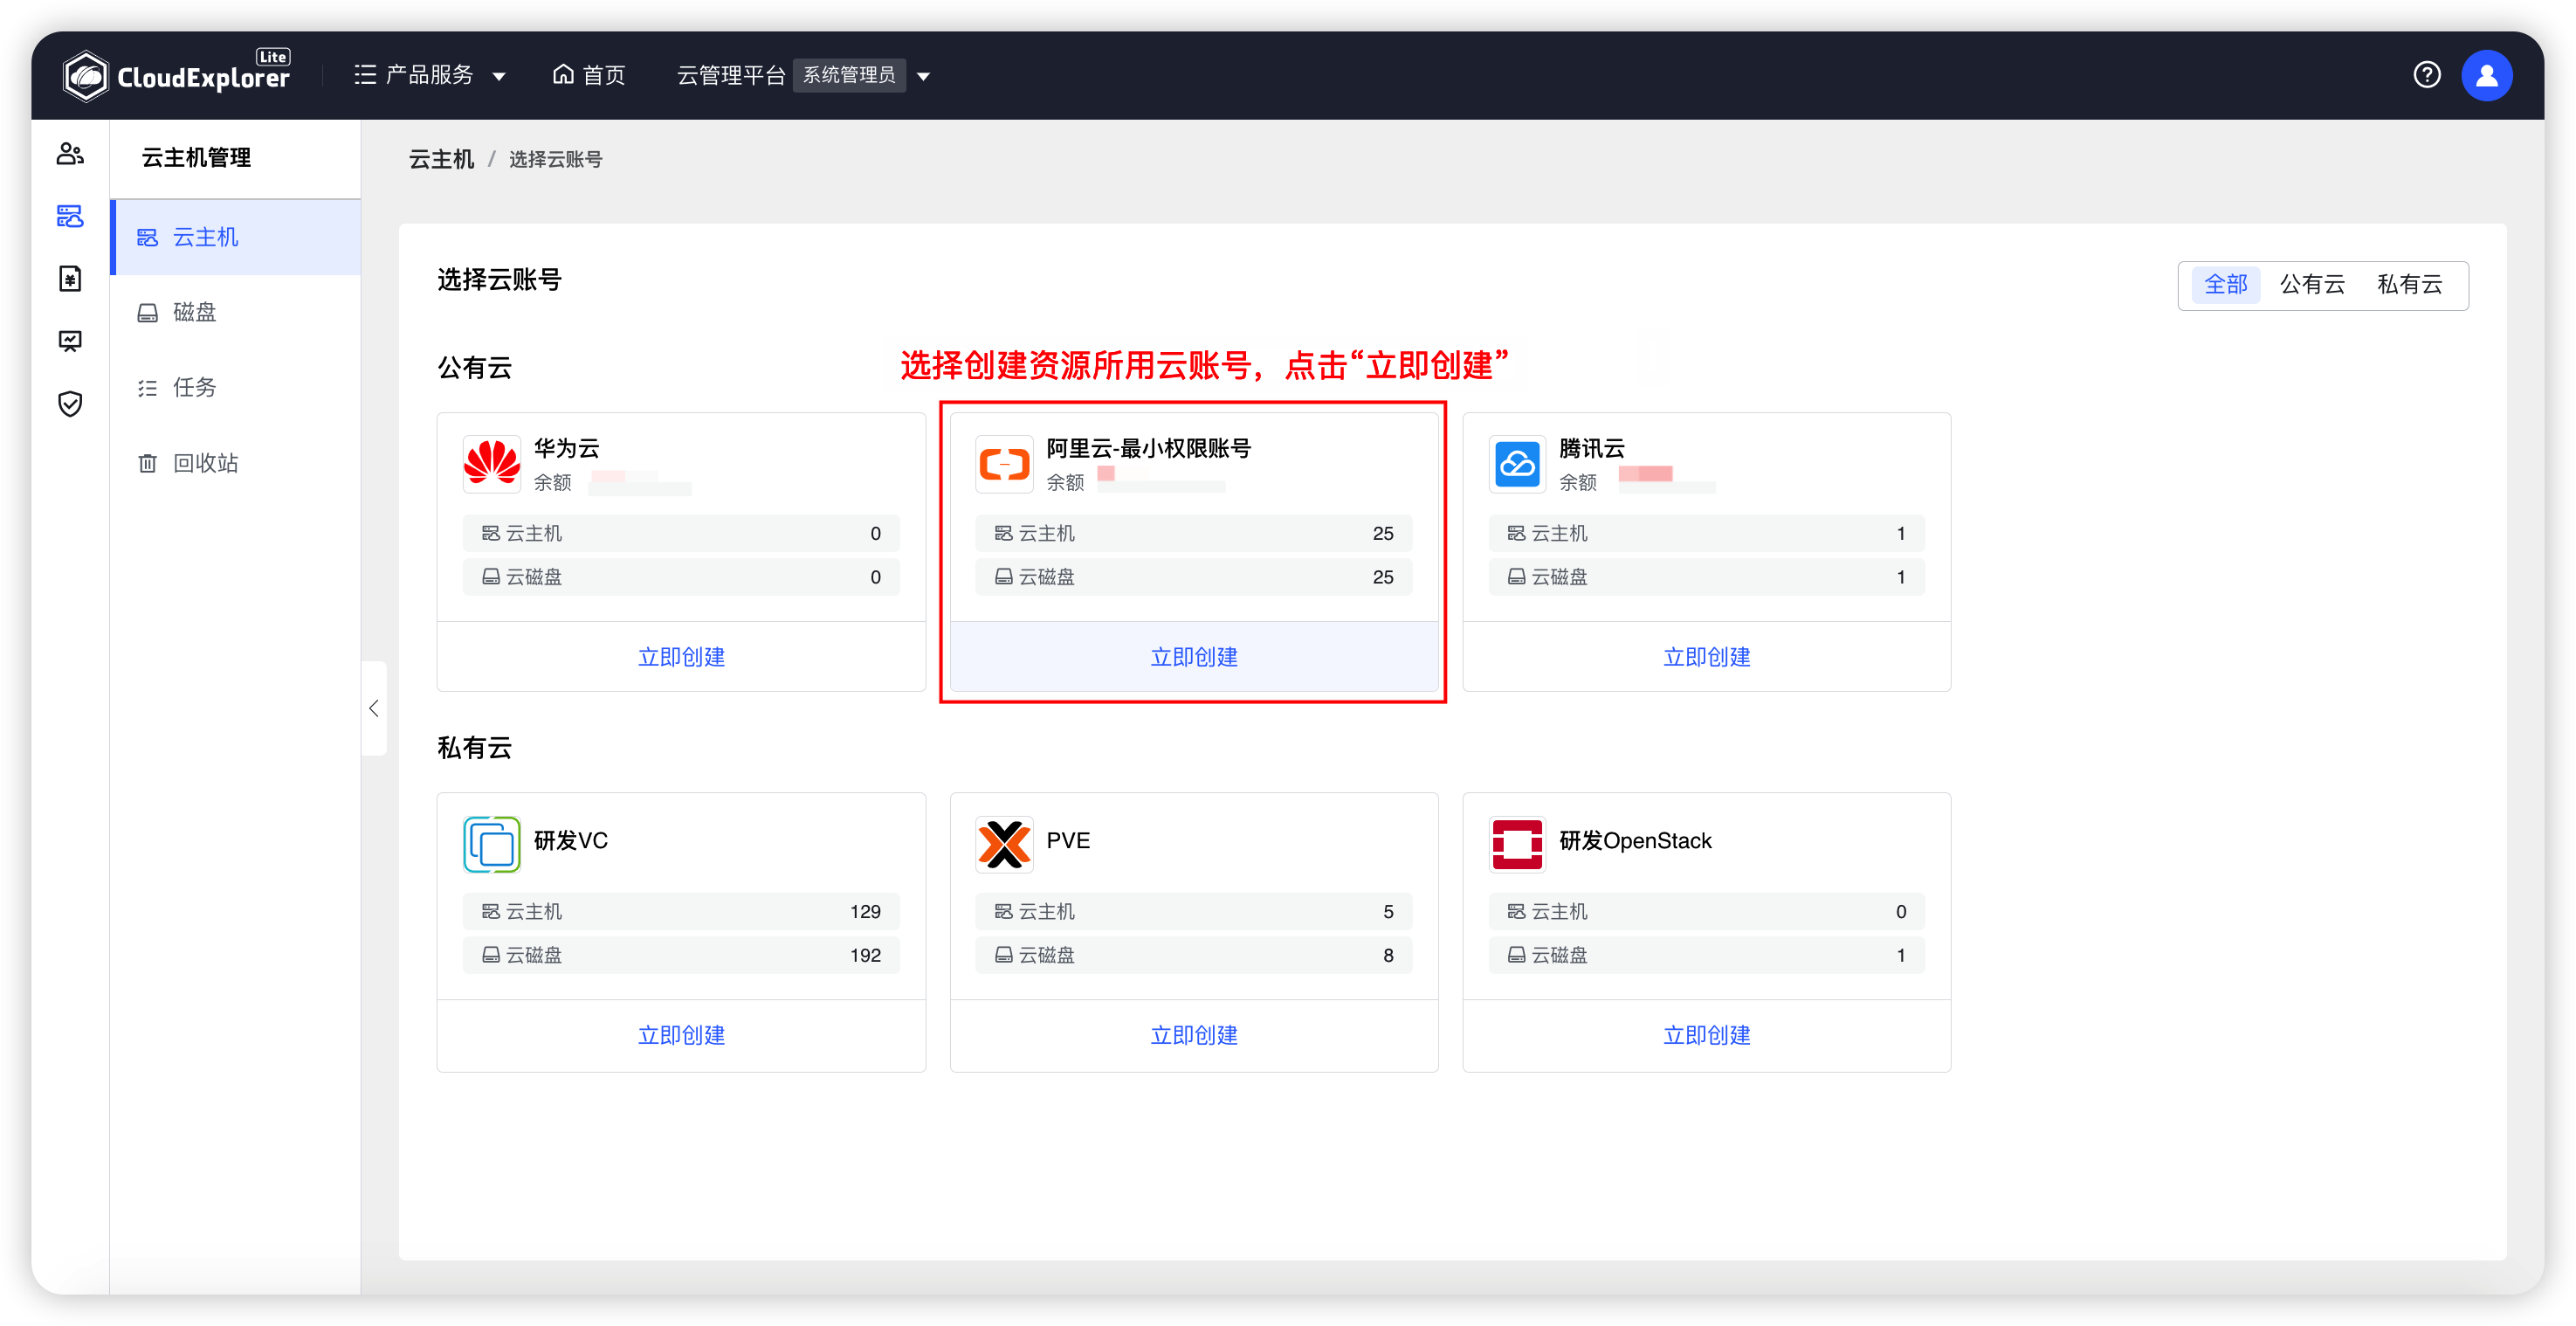 CloudExplorer Lite
产品服务
首页
云管理平台 系统管理员
云主机管理
云主机
磁盘
任务
回收站
云主机 / 选择云账号
选择云账号
全部 公有云 私有云
公有云
选择创建资源所用云账号，点击“立即创建”
华为云
余额
云主机 0
云磁盘 0
立即创建
阿里云-最小权限账号
余额
云主机 25
云磁盘 25
立即创建
腾讯云
余额
云主机 1
云磁盘 1
立即创建
私有云
研发VC
云主机 129
云磁盘 192
立即创建
PVE
云主机 5
云磁盘 8
立即创建
研发OpenStack
云主机 0
云磁盘 1
立即创建